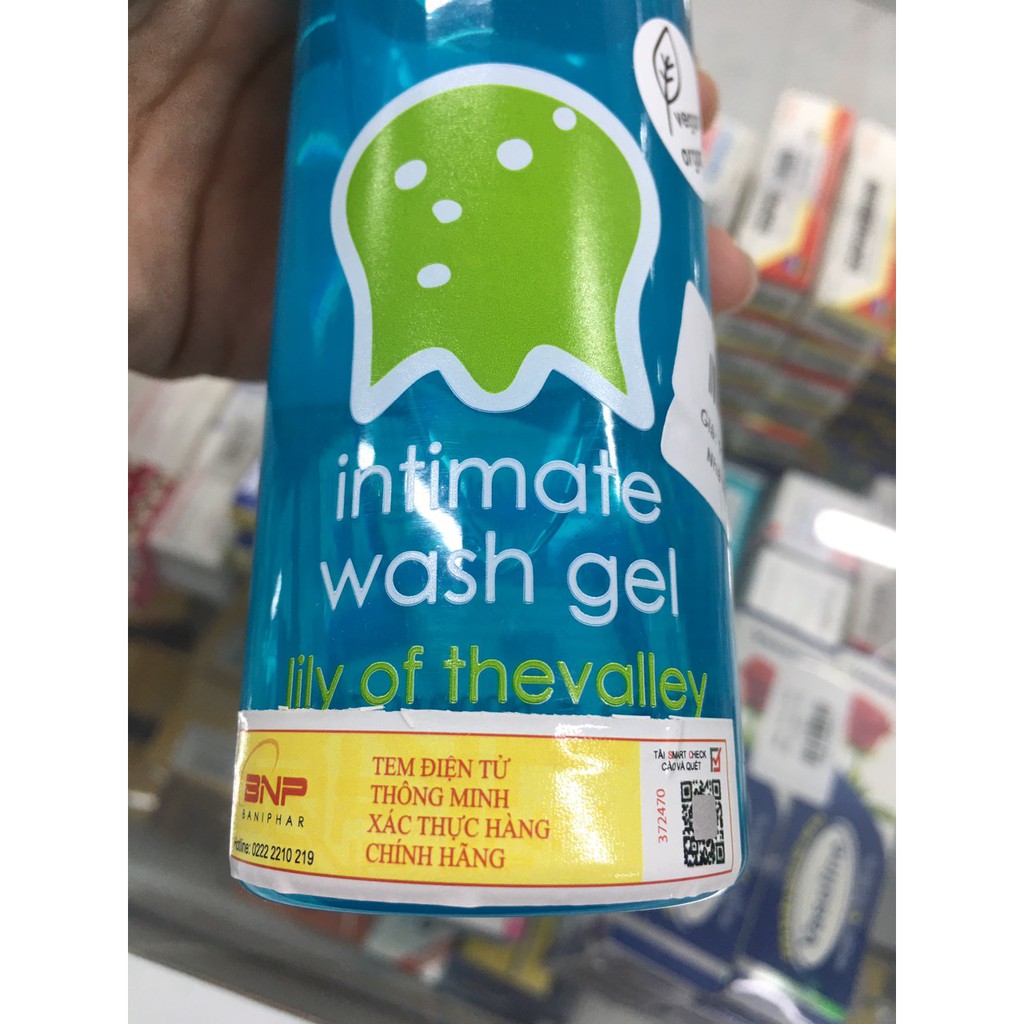 vegan
intimate
wash gel
lily of thevalley
BNP
BANIPHAR
Hotline: 0222 2210 219
TEM ĐIỆN TỬ
THÔNG MINH
XÁC THỰC HÀNG
CHÍNH HÃNG
TẢI SMART CHECK
CÀO VÀ QUÉT
372470